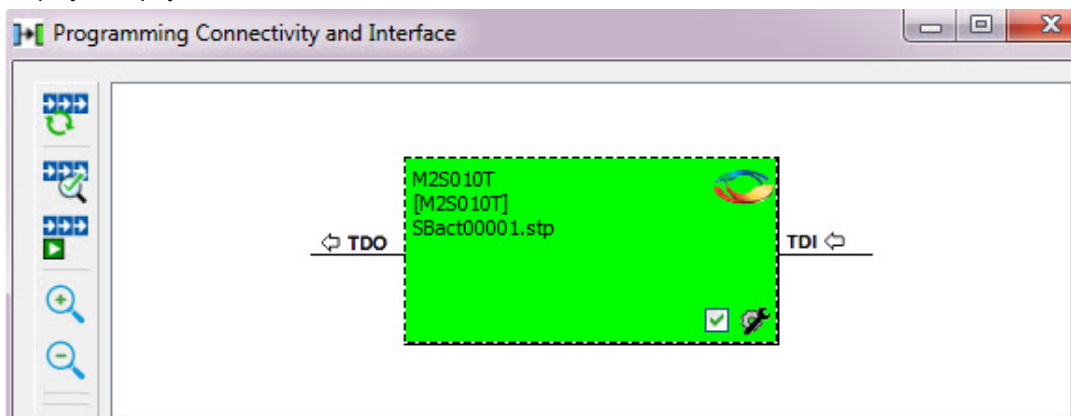 Programming Connectivity and Interface
M2S010T
[M2S010T]
SBact00001.stp
TDO
TDI